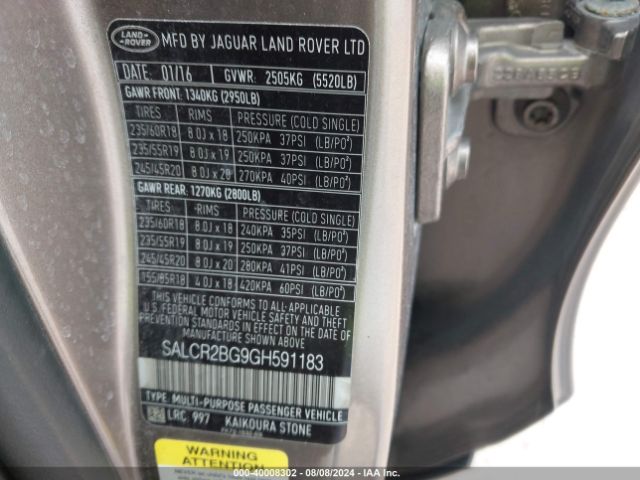 LAND ROVER
MFD BY JAGUAR LAND ROVER LTD
DATE: 01/16 GVWR: 2505KG (5520LB)
GAWR FRONT: 1340KG (2950LB)
TIRES RIMS PRESSURE (COLD SINGLE)
235/60R18 8.0J x 18 250KPA 37PSI (LB/PO²)
235/55R19 8.0J x 19 250KPA 37PSI (LB/PO²)
245/45R20 8.0J x 20 270KPA 40PSI (LB/PO²)
GAWR REAR: 1270KG (2800LB)
TIRES RIMS PRESSURE (COLD SINGLE)
235/60R18 8.0J x 18 240KPA 35PSI (LB/PO²)
235/55R19 8.0J x 19 250KPA 37PSI (LB/PO²)
245/45R20 8.0J x 20 280KPA 41PSI (LB/PO²)
155/85R18 4.0J x 18 420KPA 60PSI (LB/PO²)
THIS VEHICLE CONFORMS TO ALL APPLICABLE
U.S. FEDERAL MOTOR VEHICLE SAFETY AND
THEFT PREVENTION STANDARDS IN EFFECT ON
THE DATE OF MANUFACTURE SHOWN ABOVE
SALCR2BG9GH591183
TYPE: MULTI-PURPOSE PASSENGER VEHICLE
LRC: 997 KAIKOURA STONE
WARNING
ATTENTION
000-40008302 - 08/08/2024 - IAA Inc.